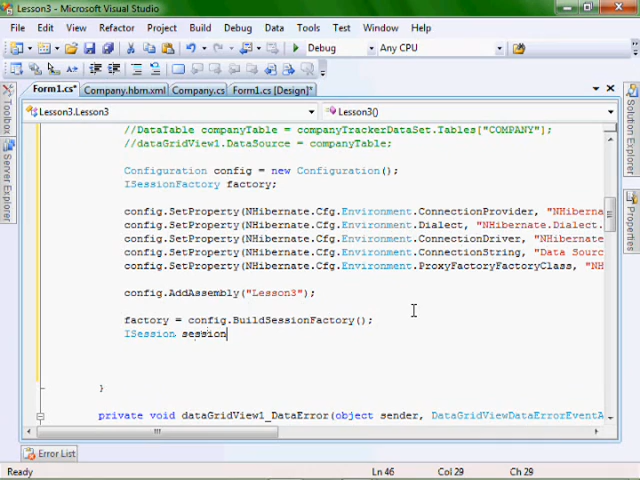 Lesson3 - Microsoft Visual Studio
File Edit View Refactor Project Build Debug Data Tools Test Window Help
Debug Any CPU
Form1.cs* Company.hbm.xml Company.cs Form1.cs [Design]*
Lesson3.Lesson3 Lesson3()
Toolbox
Server Explorer
//DataTable companyTable = companyTrackerDataSet.Tables["COMPANY"];
//dataGridView1.DataSource = companyTable;
Configuration config = new Configuration();
ISessionFactory factory;
config.SetProperty(NHibernate.Cfg.Environment.ConnectionProvider, "NHiberna
config.SetProperty(NHibernate.Cfg.Environment.Dialect, "NHibernate.Dialect.
config.SetProperty(NHibernate.Cfg.Environment.ConnectionDriver, "NHibernate
config.SetProperty(NHibernate.Cfg.Environment.ConnectionString, "Data Sourc
config.SetProperty(NHibernate.Cfg.Environment.ProxyFactoryFactoryClass, "NH
config.AddAssembly("Lesson3");
factory = config.BuildSessionFactory();
ISession session
}
private void dataGridView1_DataError(object sender, DataGridViewDataErrorEventA
Solution Explorer
Properties
Error List
Ready Ln 46 Col 29 Ch 29